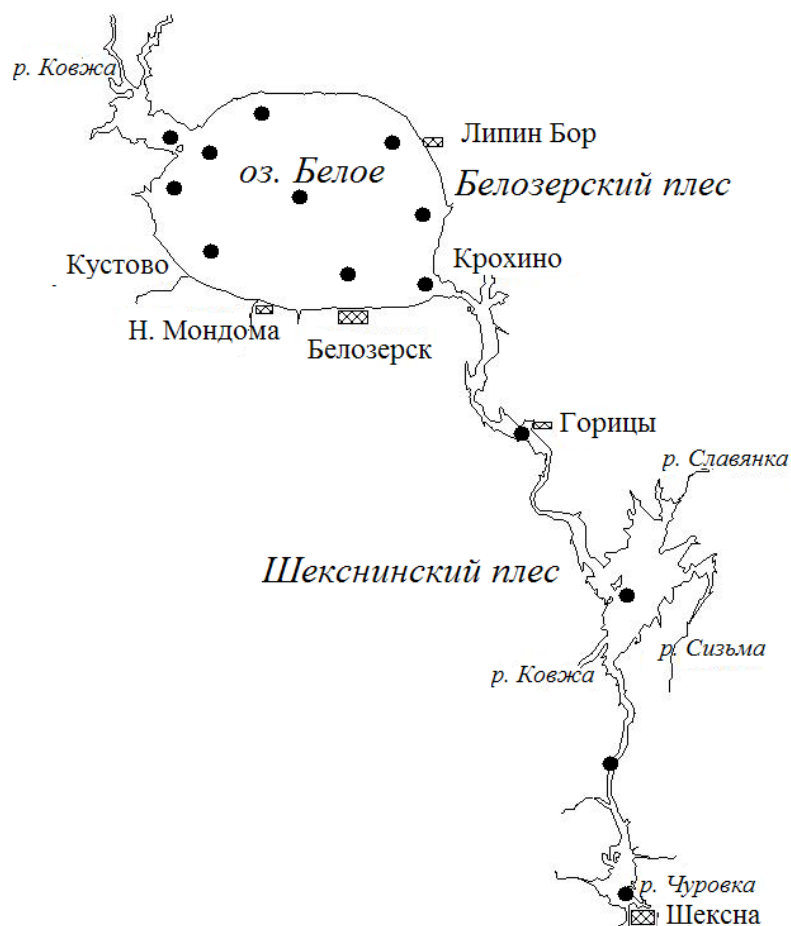 р. Ковжа
Липин Бор
оз. Белое
Белозерский плес
Кустово
Крохино
Н. Мондома
Белозерск
Горицы
р. Славянка
Шекснинский плес
р. Сизьма
р. Ковжа
р. Чуровка
Шексна